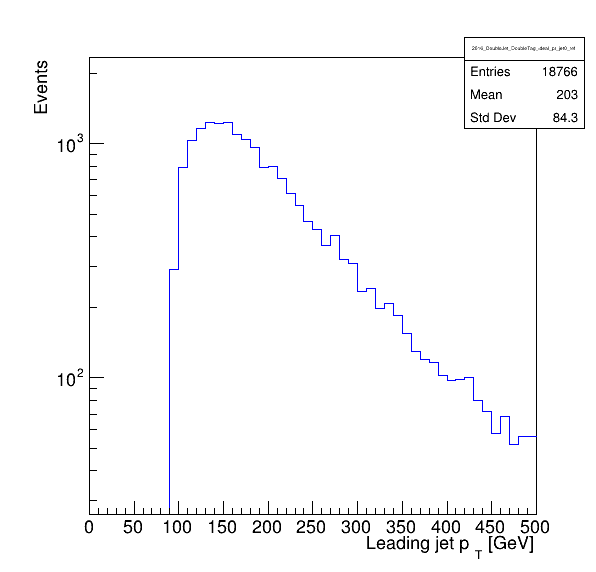 Entries 18766
Mean 203
Std Dev 84.3
Events
10³
10²
0 50 100 150 200 250 300 350 400 450 500
Leading jet p_T [GeV]